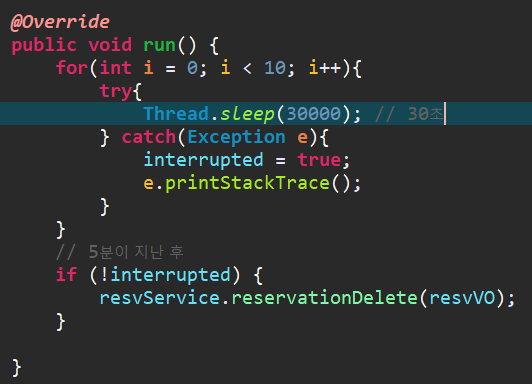 @Override
public void run() {
    for(int i = 0; i < 10; i++){
        try{
            Thread.sleep(30000); // 30초
        } catch(Exception e){
            interrupted = true;
            e.printStackTrace();
        }
    }
    // 5분이 지난 후
    if (!interrupted) {
        resvService.reservationDelete(resvVO);
    }
}